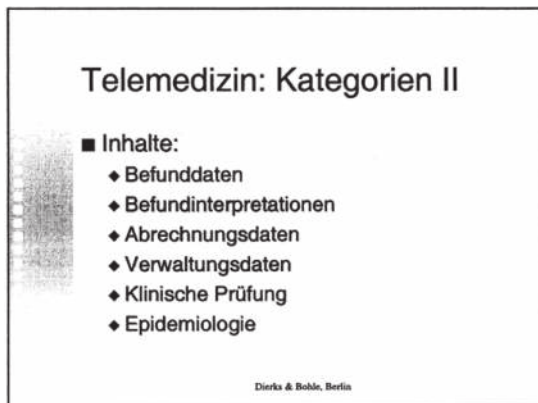 Telemedizin: Kategorien II
■ Inhalte:
◆ Befunddaten
◆ Befundinterpretationen
◆ Abrechnungsdaten
◆ Verwaltungsdaten
◆ Klinische Prüfung
◆ Epidemiologie
Dierks & Bohle, Berlin